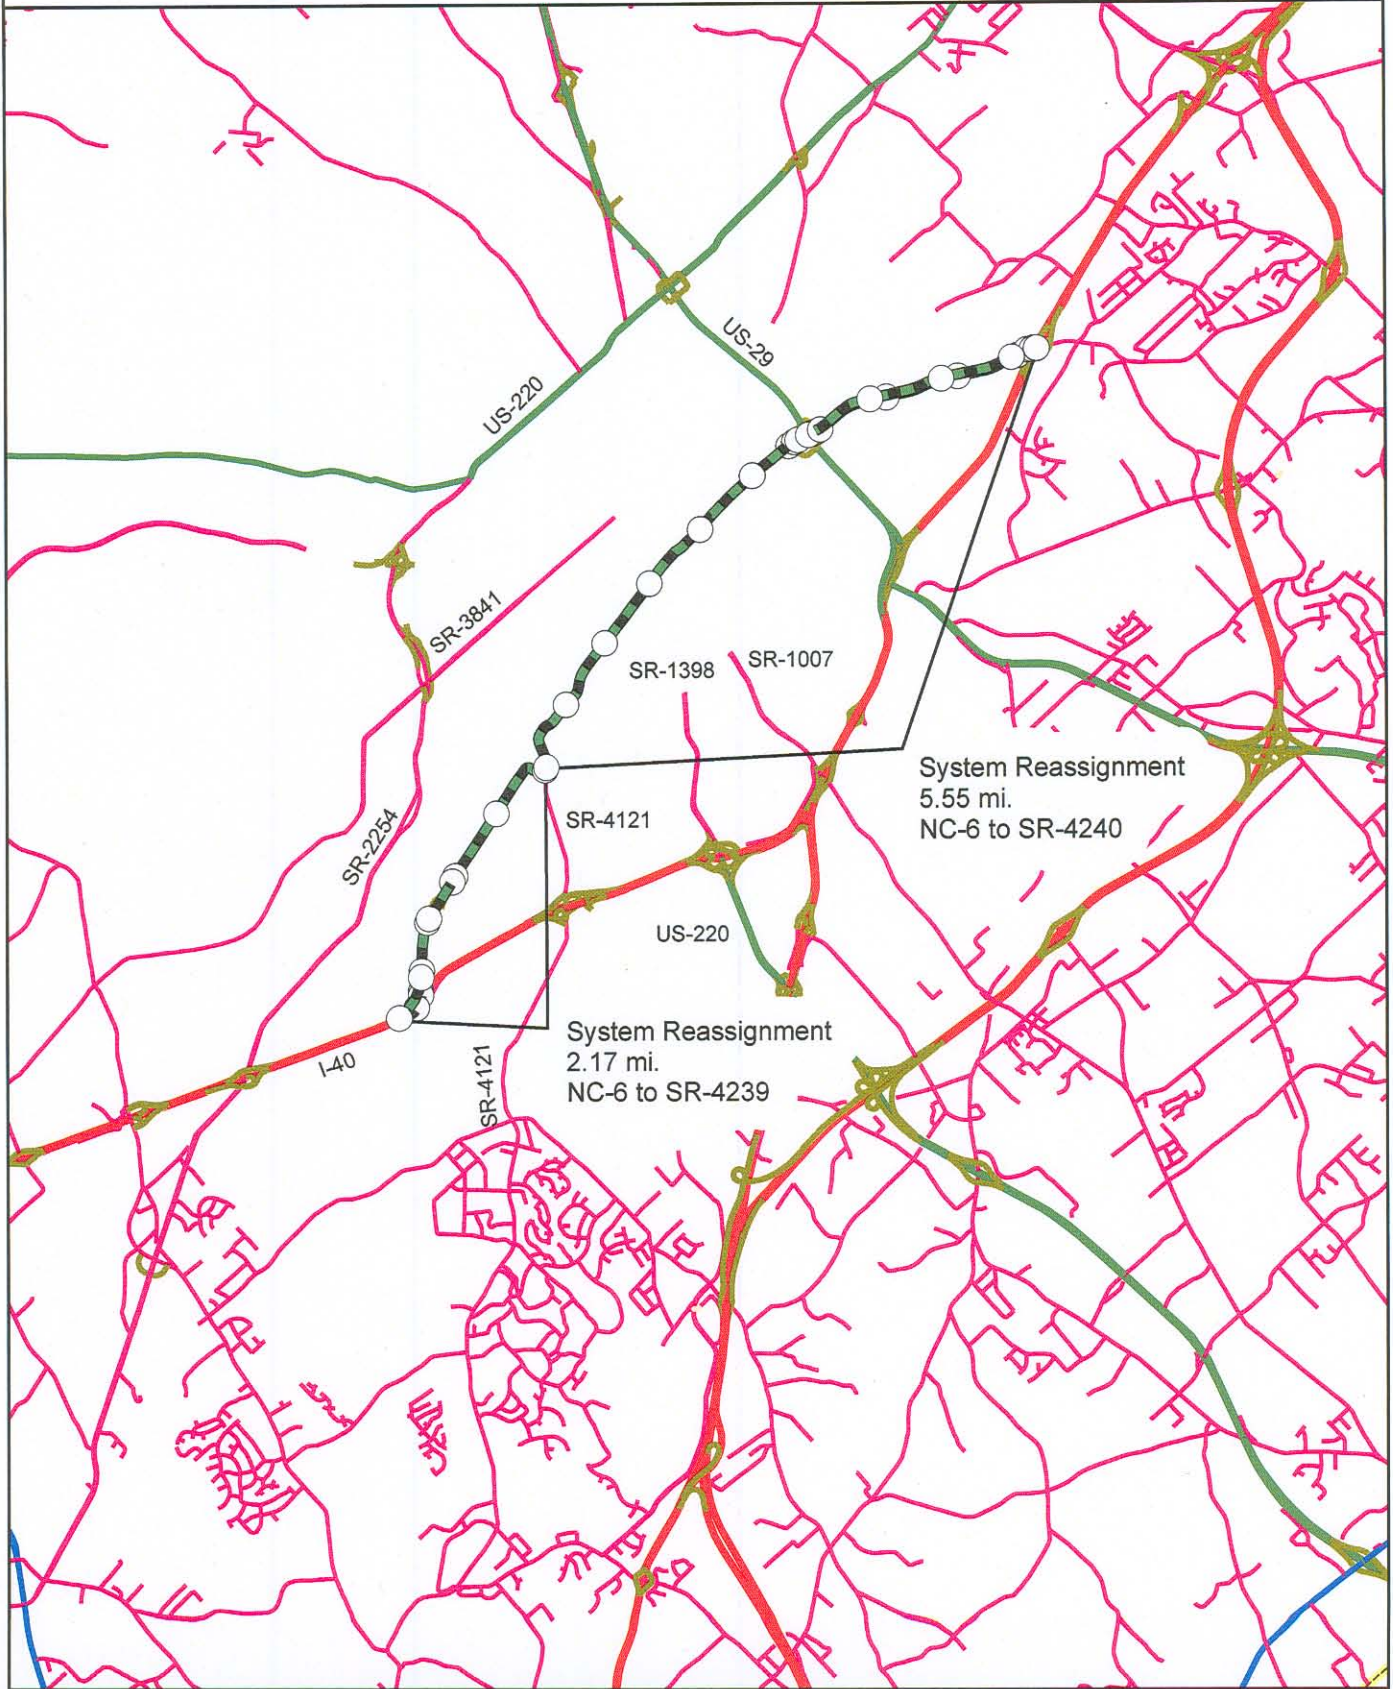 US-29
US-220
SR-3841
SR-1398
SR-1007
System Reassignment
5.55 mi.
NC-6 to SR-4240
SR-4121
SR-2254
US-220
System Reassignment
2.17 mi.
NC-6 to SR-4239
I-40
SR-4121